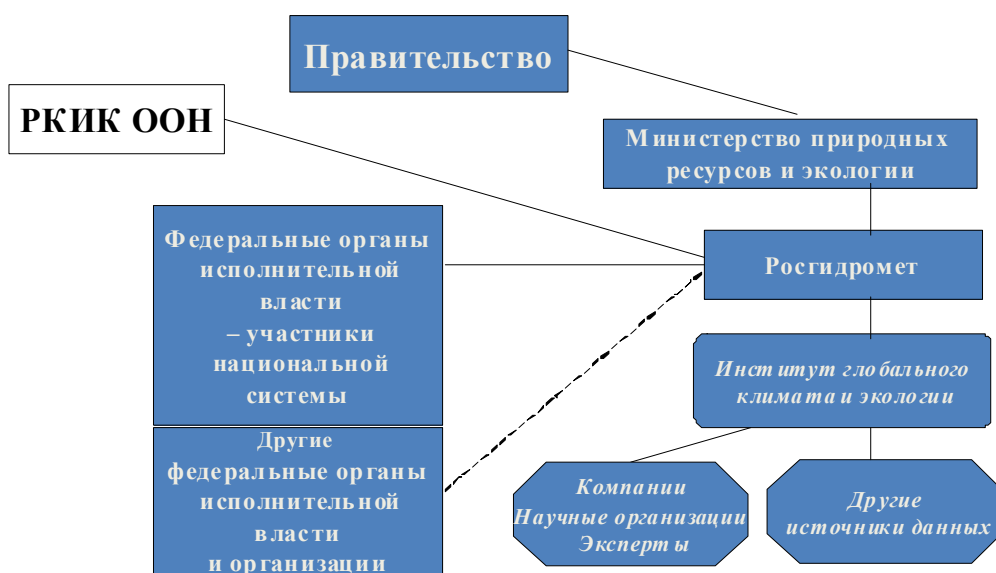 Правительство
РКИК ООН
Министерство природных
ресурсов и экологии
Федеральные органы
исполнительной
власти
– участники
национальной
системы
Росгидромет
Институт глобального
климата и экологии
Другие
федеральные органы
исполнительной
власти
и организации
Компании
Научные организации
Эксперты
Другие
источники данных